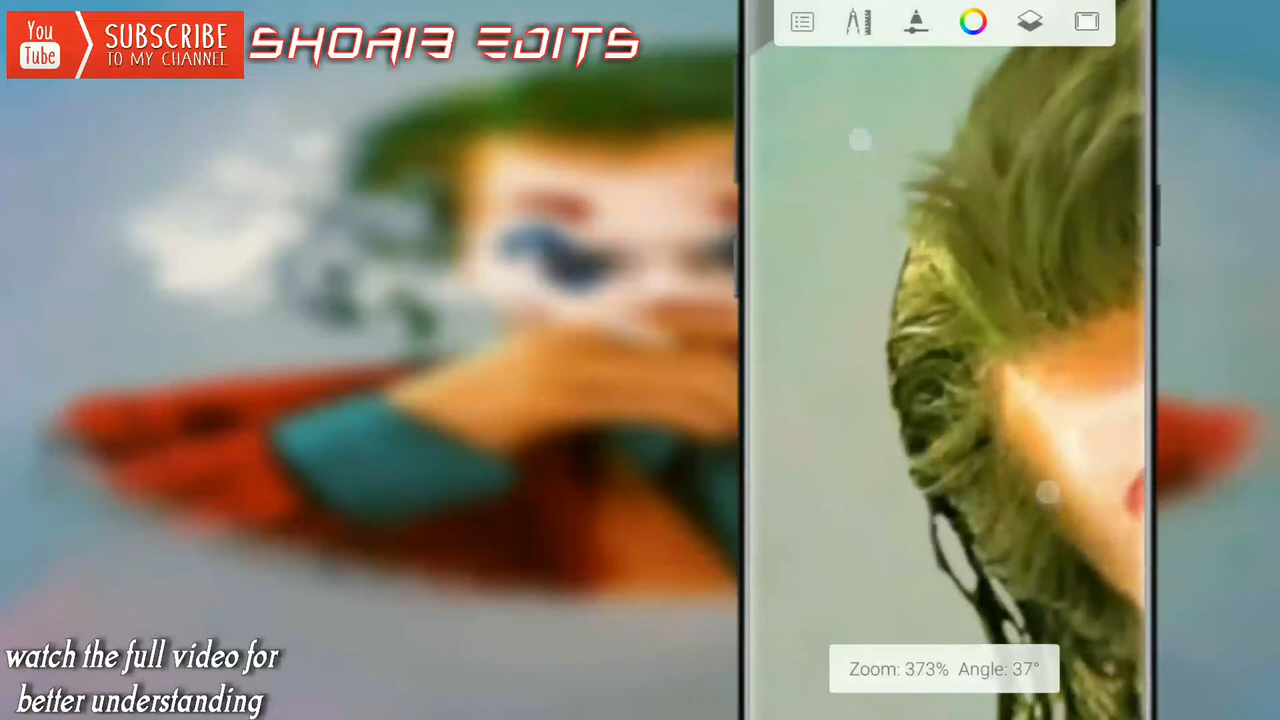 You
Tube
SUBSCRIBE
TO MY CHANNEL
SHOAIB EDITS
watch the full video for
better understanding
Zoom: 373% Angle: 37°